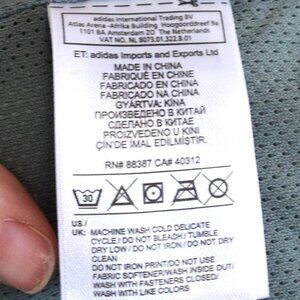 adidas International Trading BV
Atlas Arena -Afrika Building Hoogoorddreef 9a
1101 BA Amsterdam ZO The Netherlands
VAT NO. NL 8073.01.322.B.01
ET: adidas Imports and Exports Ltd
MADE IN CHINA
FABRIQUÉ EN CHINE
FABRICADO EN CHINA
FABRICADO NA CHINA
GYÁRTVA: KÍNA
ПРОИЗВЕДЕНО В КИТАЙ
СДЕЛАНО В КИТАЕ
PROIZVEDENO U KINI
ÇİN'DE İMAL EDİLMİŞTİR
RN# 88387 CA# 40312
30
US /
UK: MACHINE WASH COLD DELICATE
CYCLE / DO NOT BLEACH / TUMBLE
DRY LOW / DO NOT IRON / DO NOT DRY
CLEAN
DO NOT IRON PRINT/DO NOT USE
FABRIC SOFTENER/WASH INSIDE OUT/
WASH WITH FASTENERS CLOSED/
WASH WITH LIKE COLORS